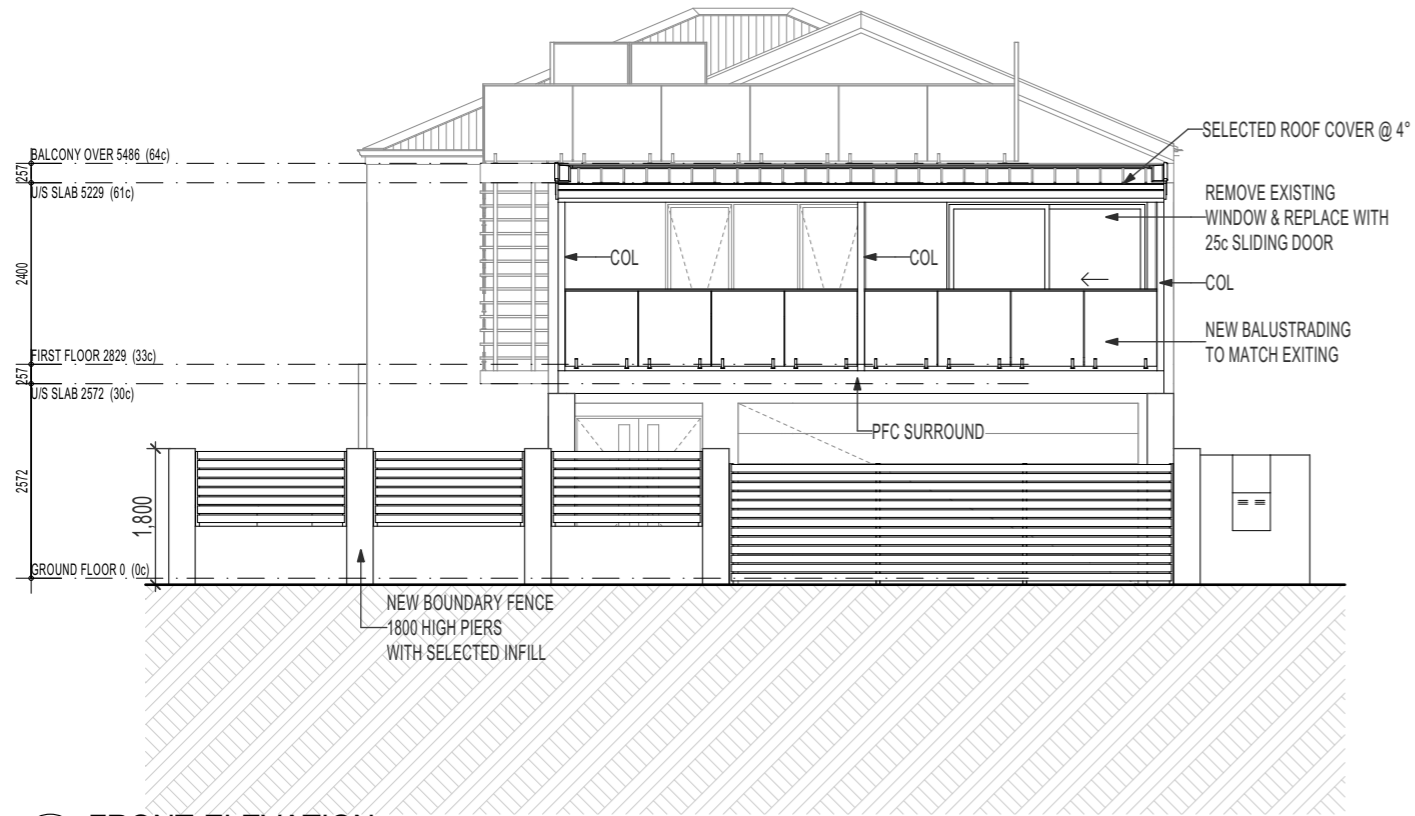 SELECTED ROOF COVER @ 4°
BALCONY OVER 5486 (64c)
257
U/S SLAB 5229 (61c)
REMOVE EXISTING
WINDOW & REPLACE WITH
25c SLIDING DOOR
COL
COL
COL
2400
NEW BALUSTRADING
TO MATCH EXITING
FIRST FLOOR 2829 (33c)
257
U/S SLAB 2572 (30c)
PFC SURROUND
2572
1,800
GROUND FLOOR 0 (0c)
NEW BOUNDARY FENCE
1800 HIGH PIERS
WITH SELECTED INFILL
FRONT ELEVATION